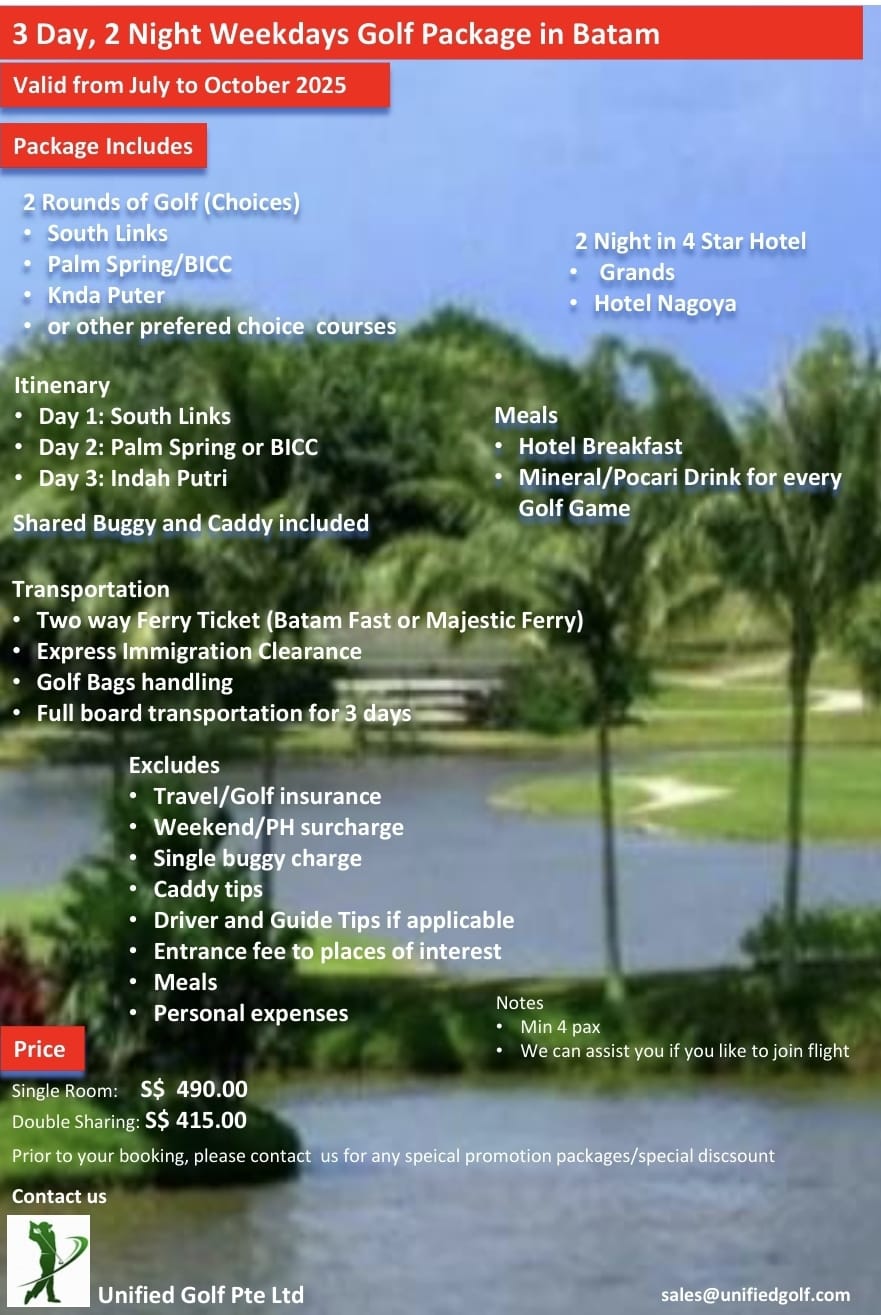 3 Day, 2 Night Weekdays Golf Package in Batam
Valid from July to October 2025
Package Includes
2 Rounds of Golf (Choices)
• South Links
• Palm Spring/BICC
• Knda Puter
• or other prefered choice courses
2 Night in 4 Star Hotel
• Grands
• Hotel Nagoya
Itinenary
• Day 1: South Links
• Day 2: Palm Spring or BICC
• Day 3: Indah Putri
Shared Buggy and Caddy included
Meals
• Hotel Breakfast
• Mineral/Pocari Drink for every
Golf Game
Transportation
• Two way Ferry Ticket (Batam Fast or Majestic Ferry)
• Express Immigration Clearance
• Golf Bags handling
• Full board transportation for 3 days
Excludes
• Travel/Golf insurance
• Weekend/PH surcharge
• Single buggy charge
• Caddy tips
• Driver and Guide Tips if applicable
• Entrance fee to places of interest
• Meals
• Personal expenses
Notes
• Min 4 pax
• We can assist you if you like to join flight
Price
Single Room: S$ 490.00
Double Sharing: S$ 415.00
Prior to your booking, please contact us for any speical promotion packages/special discsount
Contact us
Unified Golf Pte Ltd
sales@unifiedgolf.com